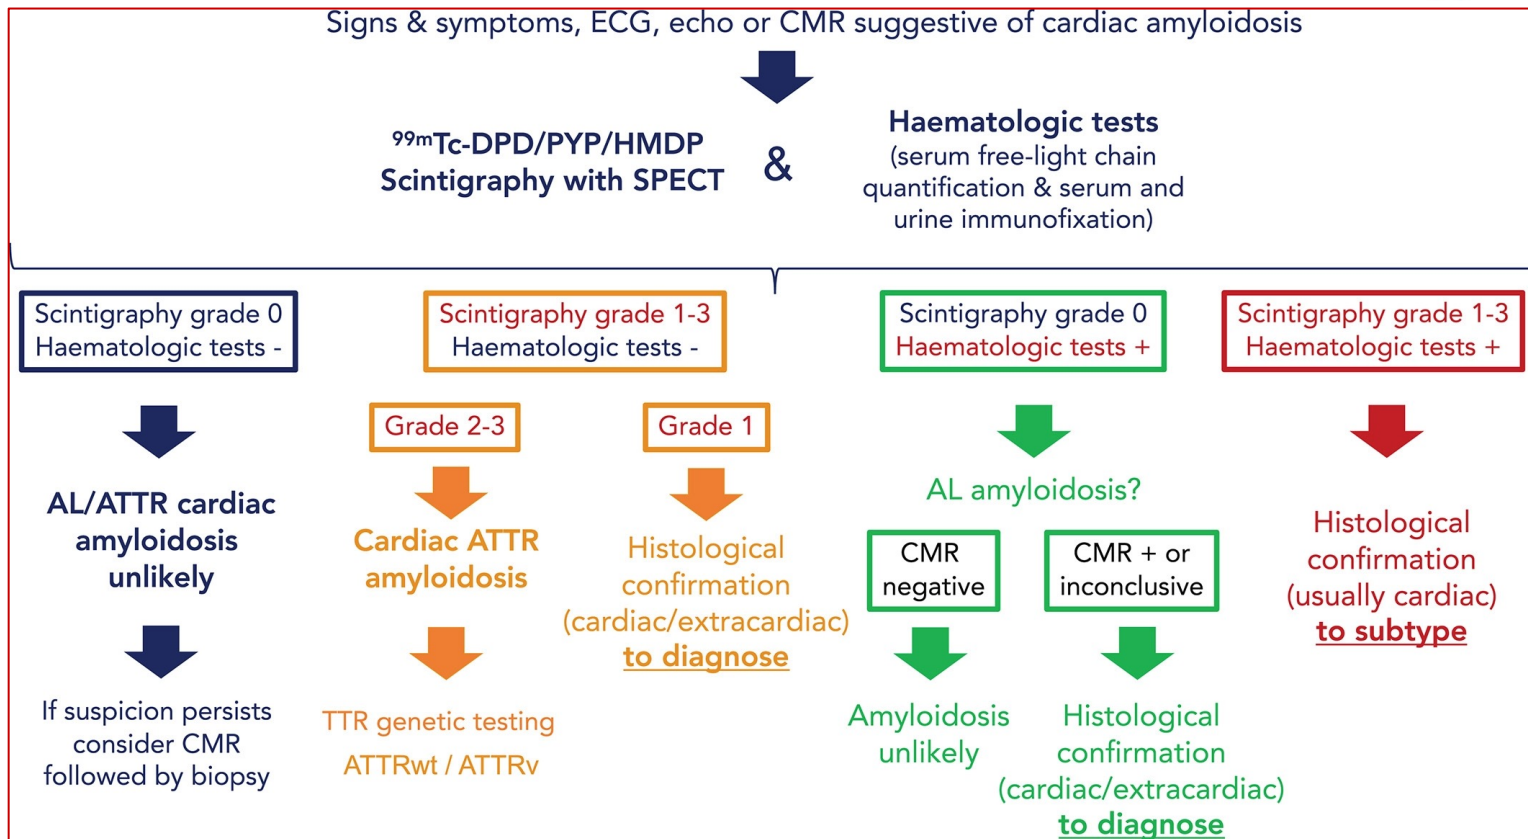 Signs & symptoms, ECG, echo or CMR suggestive of cardiac amyloidosis
99mTc-DPD/PYP/HMDP
Scintigraphy with SPECT
&
Haematologic tests
(serum free-light chain
quantification & serum and
urine immunofixation)
Scintigraphy grade 0
Haematologic tests -
AL/ATTR cardiac
amyloidosis
unlikely
If suspicion persists
consider CMR
followed by biopsy
Scintigraphy grade 1-3
Haematologic tests -
Grade 2-3
Cardiac ATTR
amyloidosis
TTR genetic testing
ATTRwt / ATTRv
Grade 1
Histological
confirmation
(cardiac/extracardiac)
to diagnose
Scintigraphy grade 0
Haematologic tests +
AL amyloidosis?
CMR
negative
Amyloidosis
unlikely
CMR + or
inconclusive
Histological
confirmation
(cardiac/extracardiac)
to diagnose
Scintigraphy grade 1-3
Haematologic tests +
Histological
confirmation
(usually cardiac)
to subtype